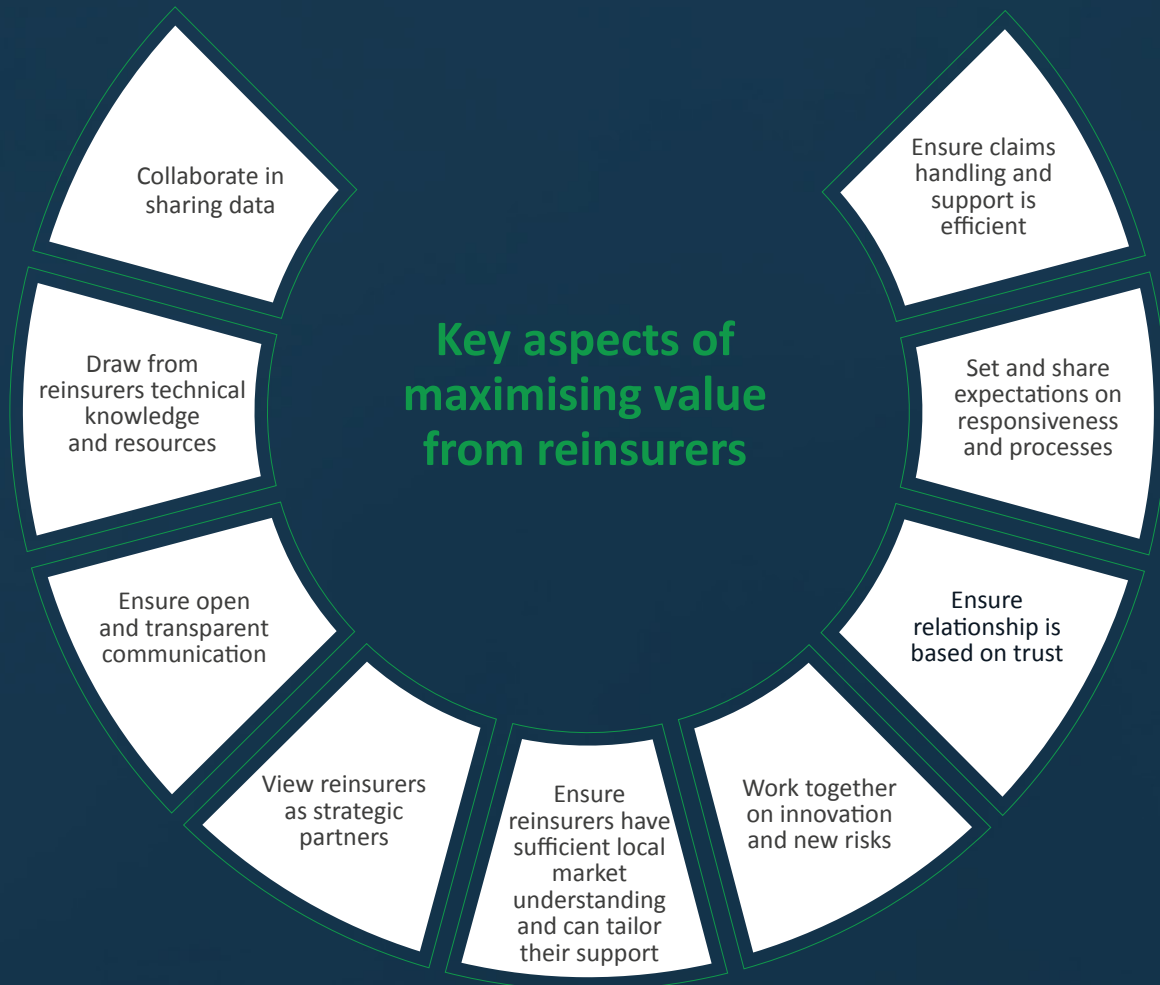 Key aspects of
maximising value
from reinsurers
Collaborate in
sharing data
Draw from
reinsurers technical
knowledge
and resources
Ensure open
and transparent
communication
View reinsurers
as strategic
partners
Ensure
reinsurers have
sufficient local
market
understanding
and can tailor
their support
Work together
on innovation
and new risks
Ensure
relationship is
based on trust
Set and share
expectations on
responsiveness
and processes
Ensure claims
handling and
support is
efficient